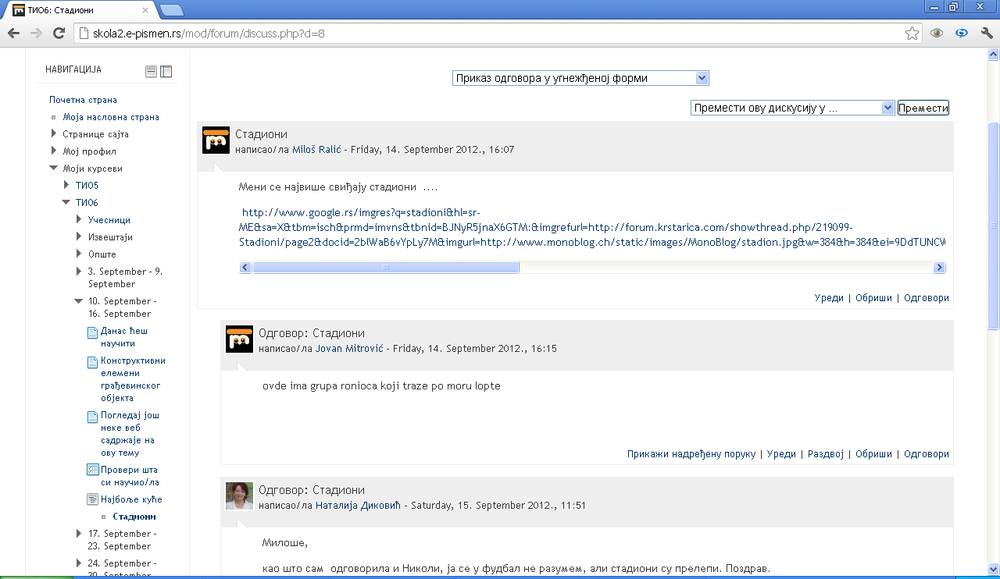 ТИО6: Стадиони
skola2.e-pismen.rs/mod/forum/discuss.php?d=8
НАВИГАЦИЈА
Почетна страна
Моја насловна страна
Странице сајта
Мој профил
Моји курсеви
ТИО5
ТИО6
Учесници
Извештаји
Опште
3. September - 9.
September
10. September -
16. September
Данас ћеш
научити
Конструктивни
елемени
грађевинског
објекта
Погледај још
неке веб
садржаје на
ову тему
Провери шта
си научио/ла
Најбоље куће
Стадиони
17. September -
23. September
24. September -
30. September
Приказ одговора у угнежђеној форми
Премести ову дискусију у ...
Премести
Стадиони
написао/ла Miloš Ralić - Friday, 14. September 2012., 16:07
Мени се највише свиђају стадиони ....
http://www.google.rs/imgres?q=stadioni&hl=sr-
ME&sa=X&tbm=isch&prmd=imvns&tbnid=BJNyR5jnaX6GTM:&imgrefurl=http://forum.krstarica.com/showthread.php/219099-
Stadioni/page2&docid=2blWaB6vYpLy7M&imgurl=http://www.monoblog.ch/static/images/MonoBlog/stadion.jpg&w=384&h=384&ei=9DdTUNCW
Уреди | Обриши | Одговори
Одговор: Стадиони
написао/ла Jovan Mitrović - Friday, 14. September 2012., 16:15
ovde ima grupa ronioca koji traze po moru lopte
Прикажи надређену поруку | Уреди | Раздвој | Обриши | Одговори
Одговор: Стадиони
написао/ла Наталија Диковић - Saturday, 15. September 2012., 11:51
Милоше,
као што сам одговорила и Николи, ја се у фудбал не разумем, али стадиони су прелепи. Поздрав.